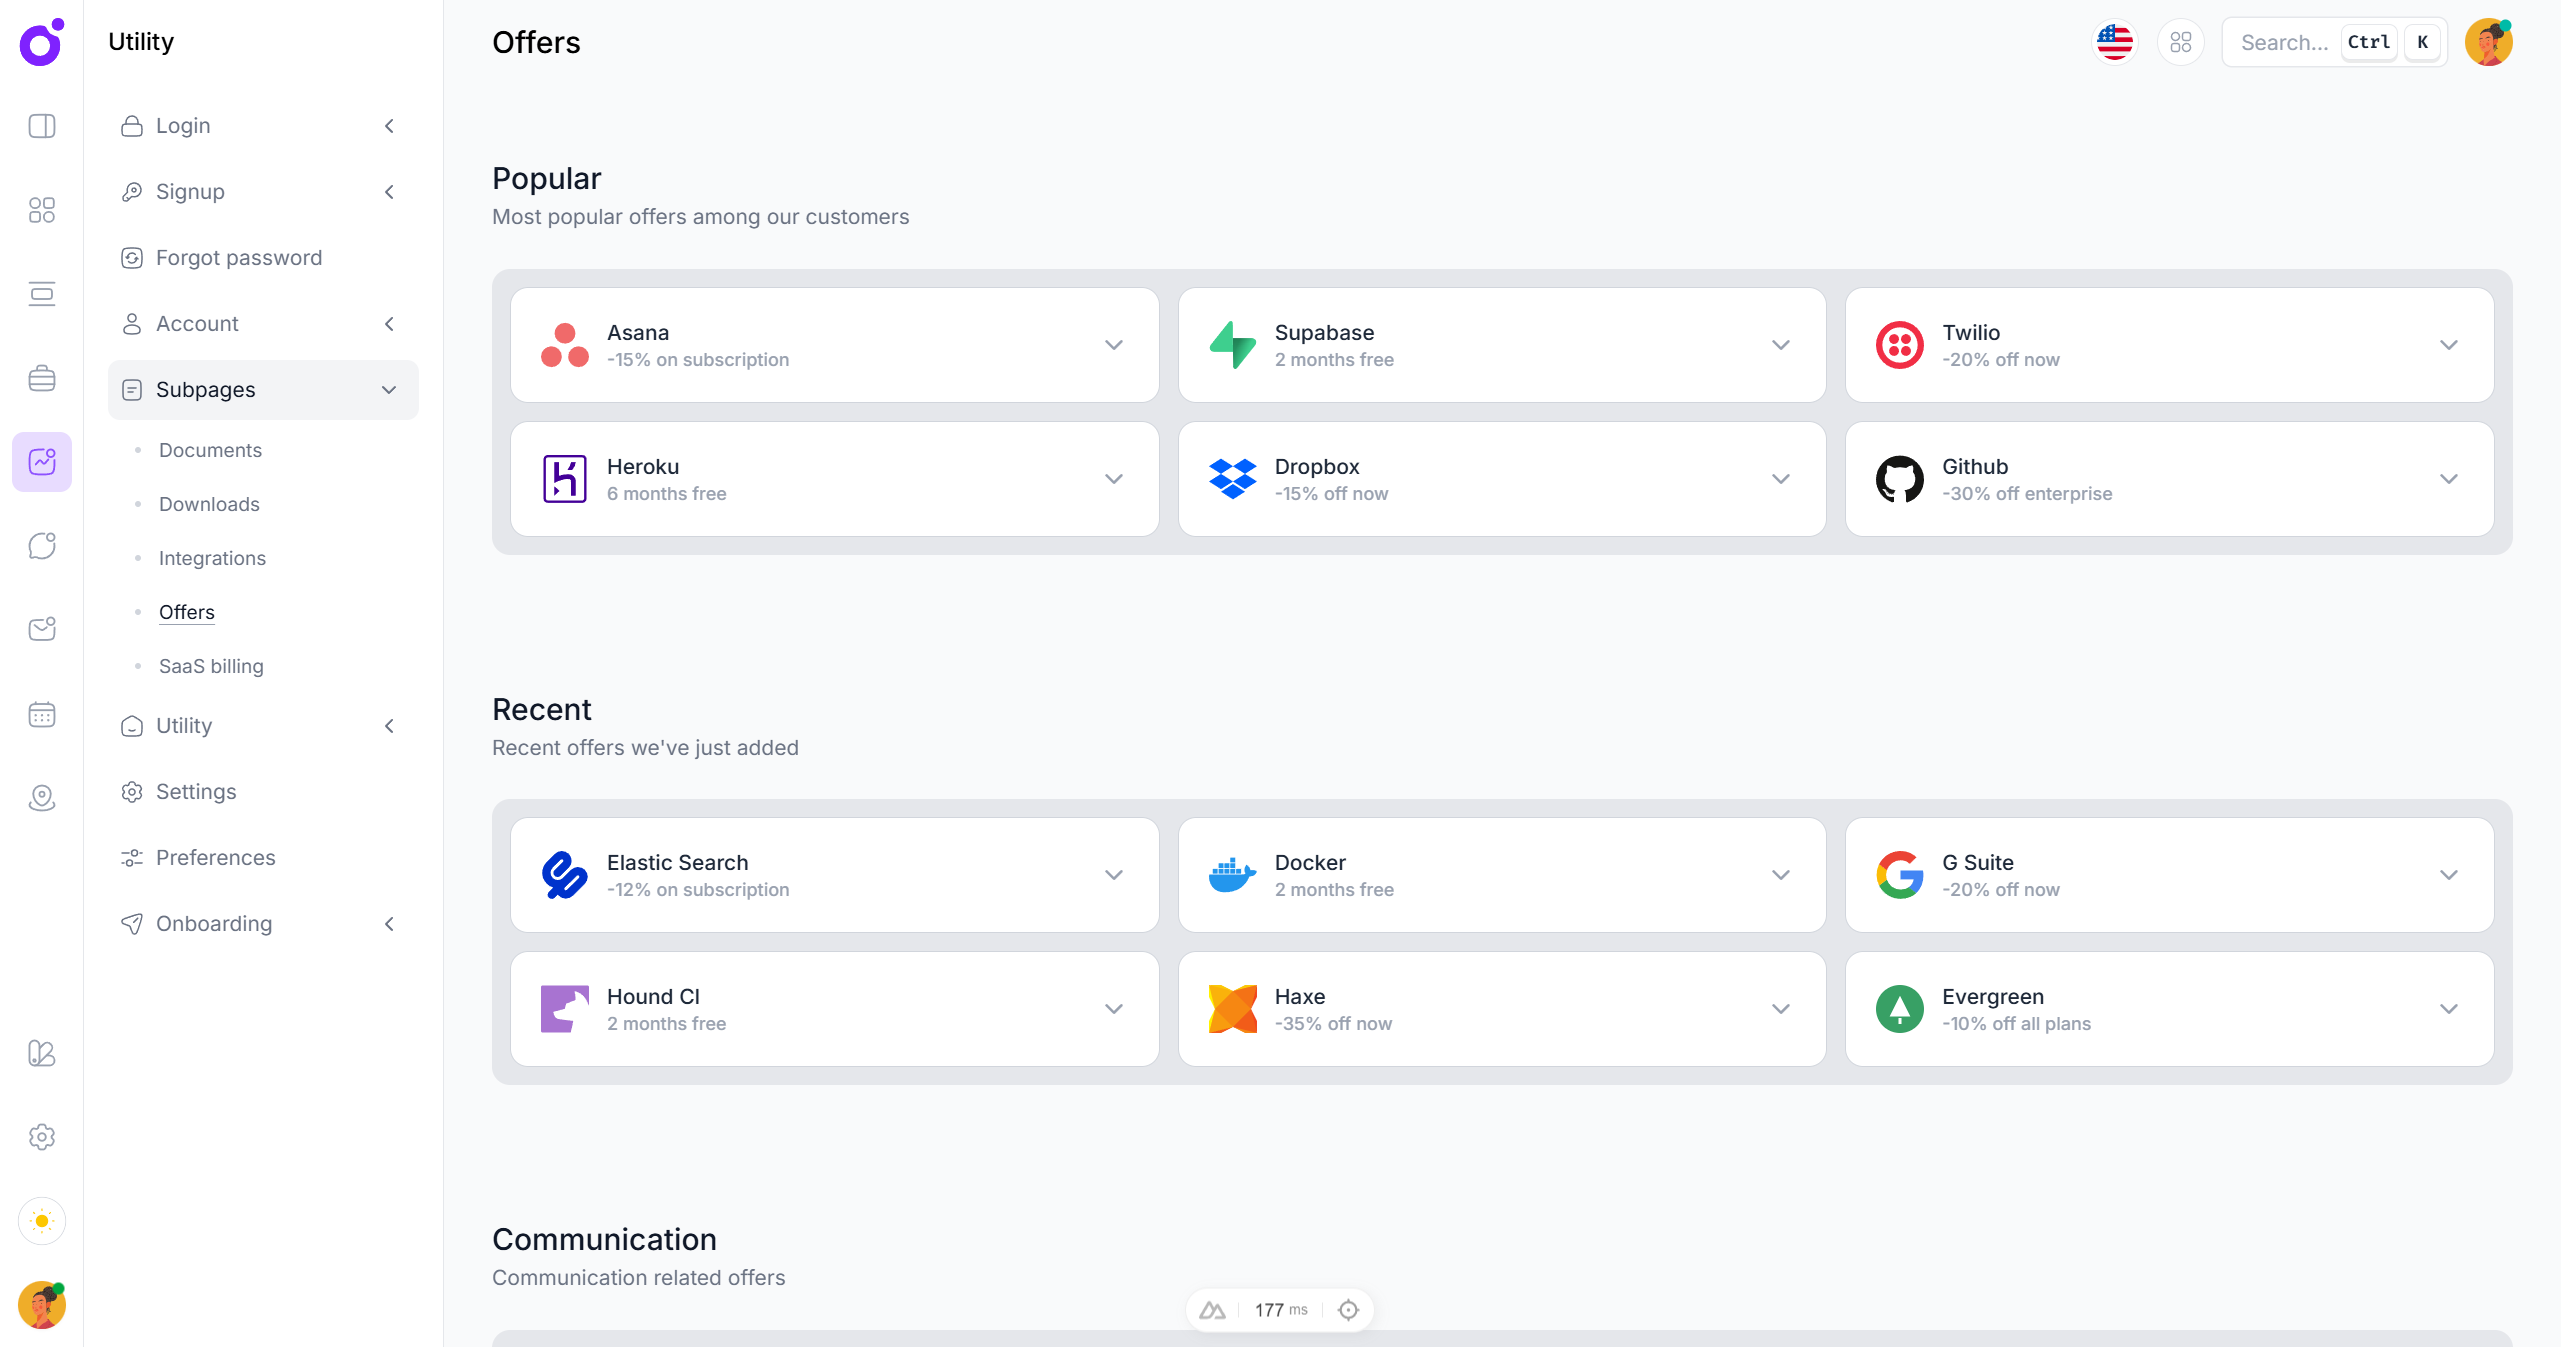 Utility
Login
Signup
Forgot password
Account
Subpages
Documents
Downloads
Integrations
Offers
SaaS billing
Utility
Settings
Preferences
Onboarding
Offers
Search...
Ctrl
K
Popular
Most popular offers among our customers
Asana
-15% on subscription
Supabase
2 months free
Twilio
-20% off now
Heroku
6 months free
Dropbox
-15% off now
Github
-30% off enterprise
Recent
Recent offers we've just added
Elastic Search
-12% on subscription
Docker
2 months free
G Suite
-20% off now
Hound CI
2 months free
Haxe
-35% off now
Evergreen
-10% off all plans
Communication
Communication related offers
177 ms